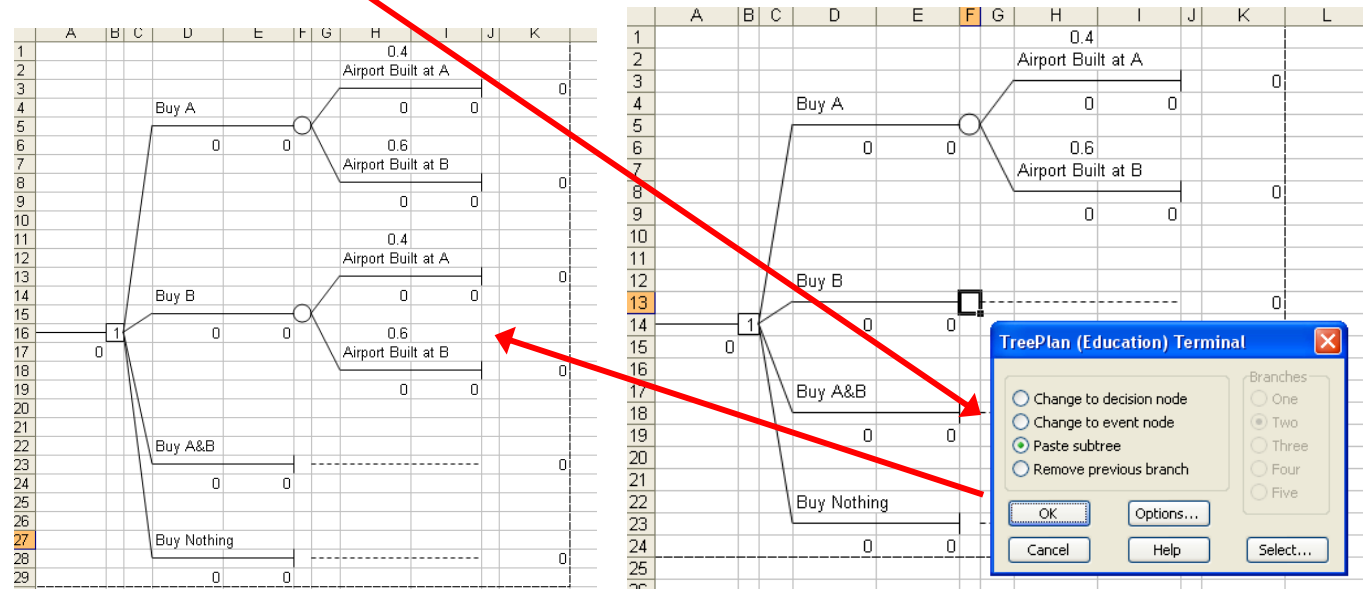 A B C D E F G H I J K
1 0.4
2 Airport Built at A
3 0
4 Buy A 0 0
5
6 0 0 0.6
7 Airport Built at B
8 0
9 0 0
10
11 0.4
12 Airport Built at A
13 0
14 Buy B 0 0
15
16 1 0 0 0.6
17 0 Airport Built at B
18 0
19 0 0
20
21
22 Buy A&B
23 0
24 0 0
25
26
27 Buy Nothing
28 0
29 0 0
A B C D E F G H I J K L
1 0.4
2 Airport Built at A
3 0
4 Buy A 0 0
5
6 0 0 0.6
7 Airport Built at B
8 0
9 0 0
10
11
12 Buy B
13 0
14 1 0 0
15 0
16
17 Buy A&B
18
19 0 0
20
21
22 Buy Nothing
23
24 0 0
25
TreePlan (Education) Terminal
Change to decision node
Change to event node
Paste subtree
Remove previous branch
Branches
One
Two
Three
Four
Five
OK
Options...
Cancel
Help
Select...